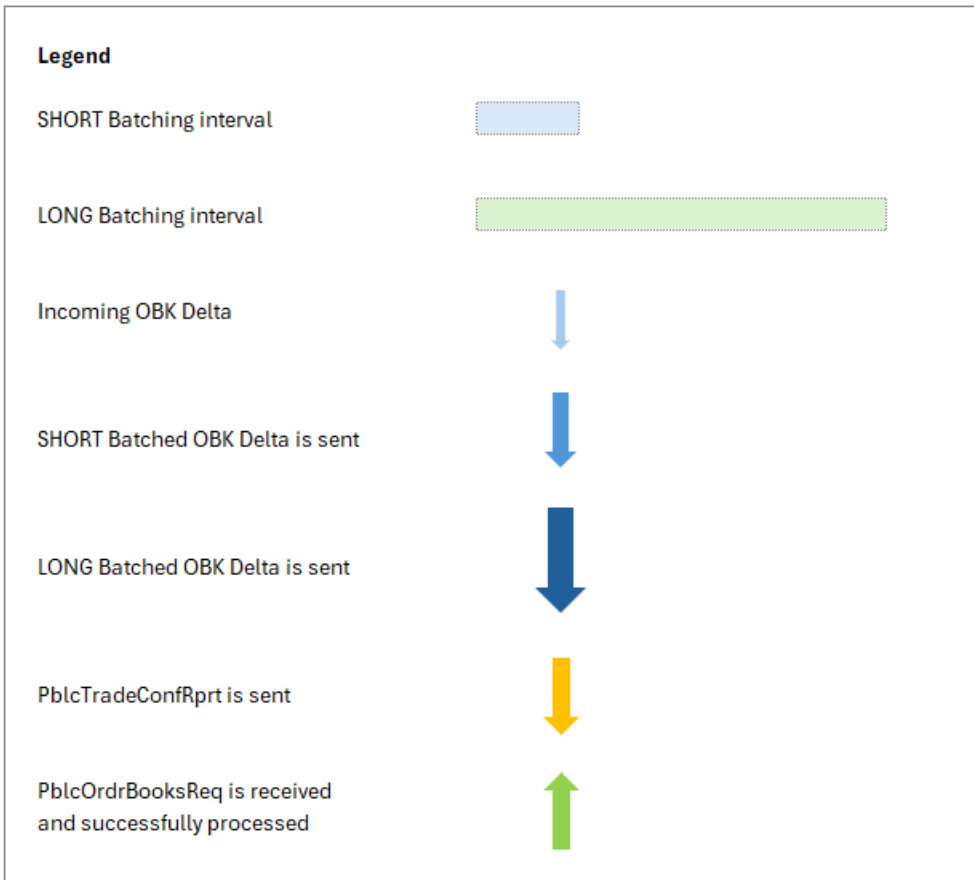 Legend
SHORT Batching interval
LONG Batching interval
Incoming OBK Delta
SHORT Batched OBK Delta is sent
LONG Batched OBK Delta is sent
PblcTradeConfRprt is sent
PblcOrdrBooksReq is received
and successfully processed